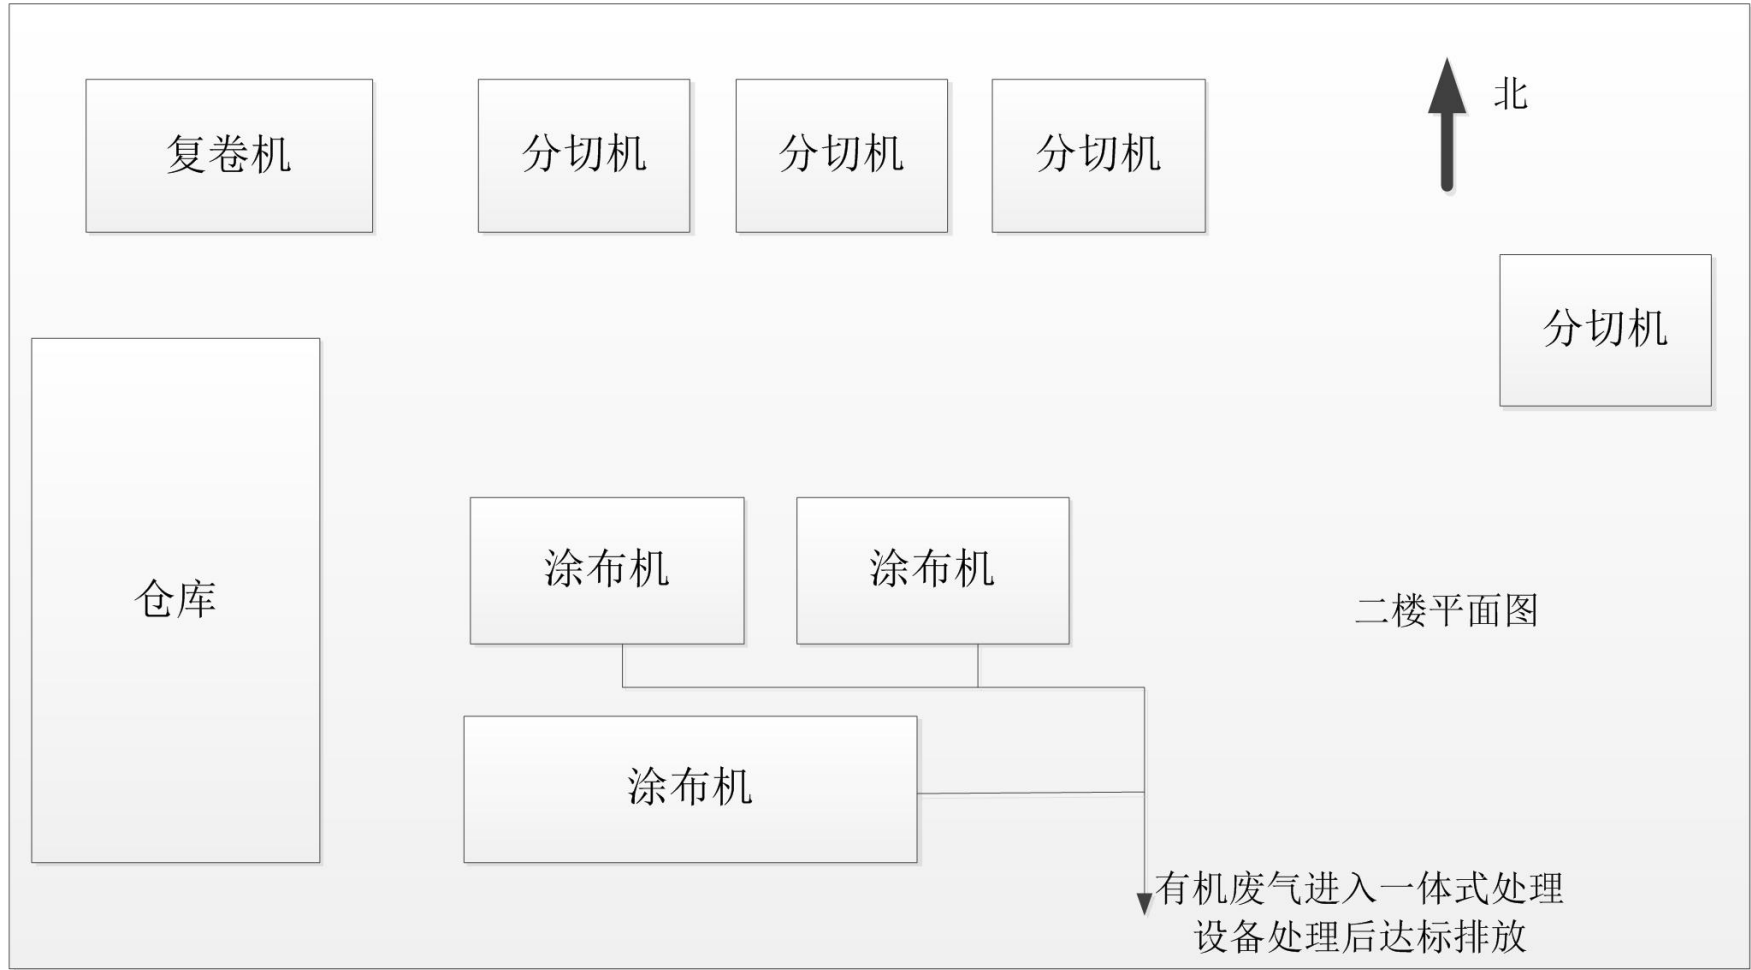 复卷机
分切机
分切机
分切机
北
分切机
仓库
涂布机
涂布机
二楼平面图
涂布机
有机废气进入一体式处理
设备处理后达标排放